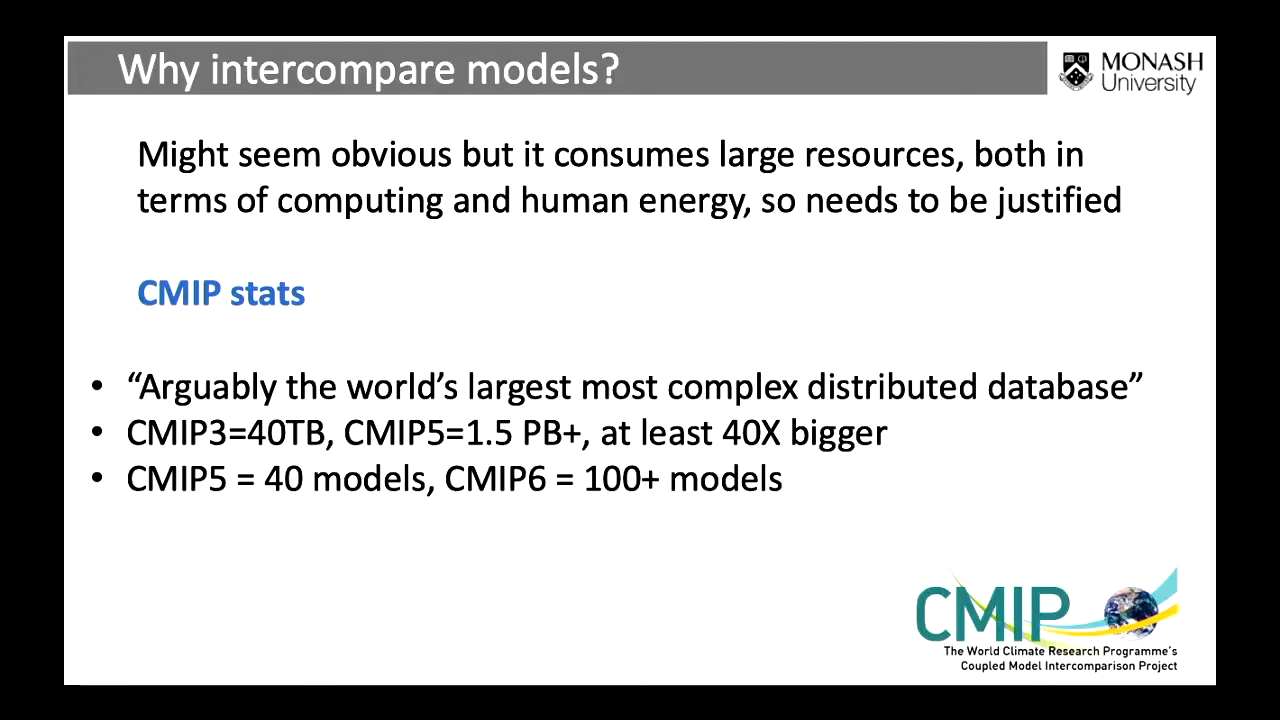 Why intercompare models?
MONASH
University
Might seem obvious but it consumes large resources, both in
terms of computing and human energy, so needs to be justified
CMIP stats
• “Arguably the world’s largest most complex distributed database”
• CMIP3=40TB, CMIP5=1.5 PB+, at least 40X bigger
• CMIP5 = 40 models, CMIP6 = 100+ models
CMIP
The World Climate Research Programme’s
Coupled Model Intercomparison Project